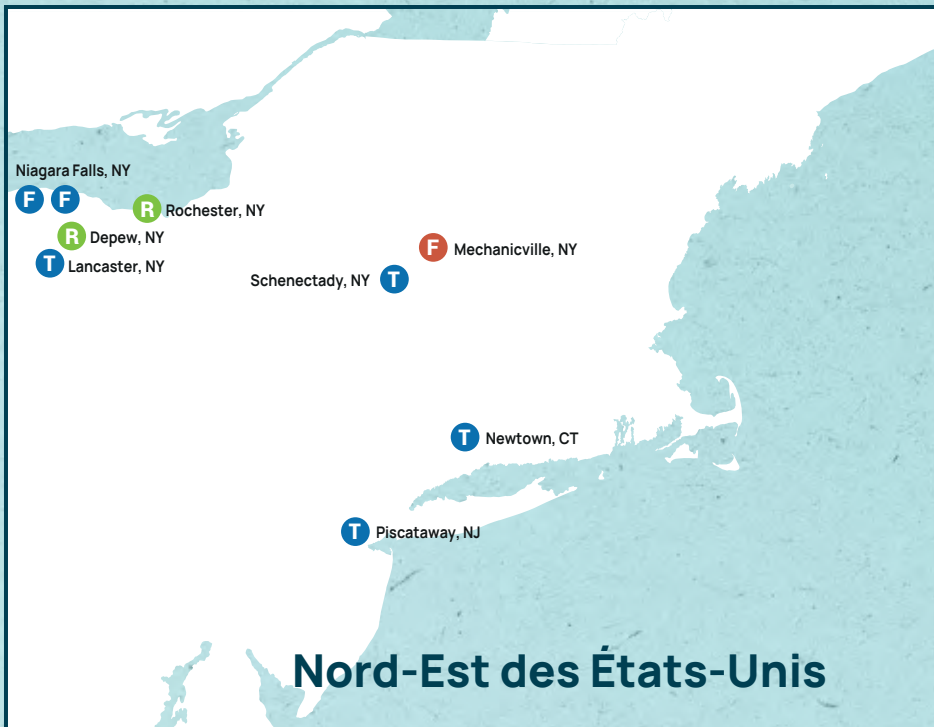 Niagara Falls, NY
F F
R Rochester, NY
R Depew, NY
T Lancaster, NY
F Mechanicville, NY
Schenectady, NY T
T Newtown, CT
T Piscataway, NJ
Nord-Est des États-Unis